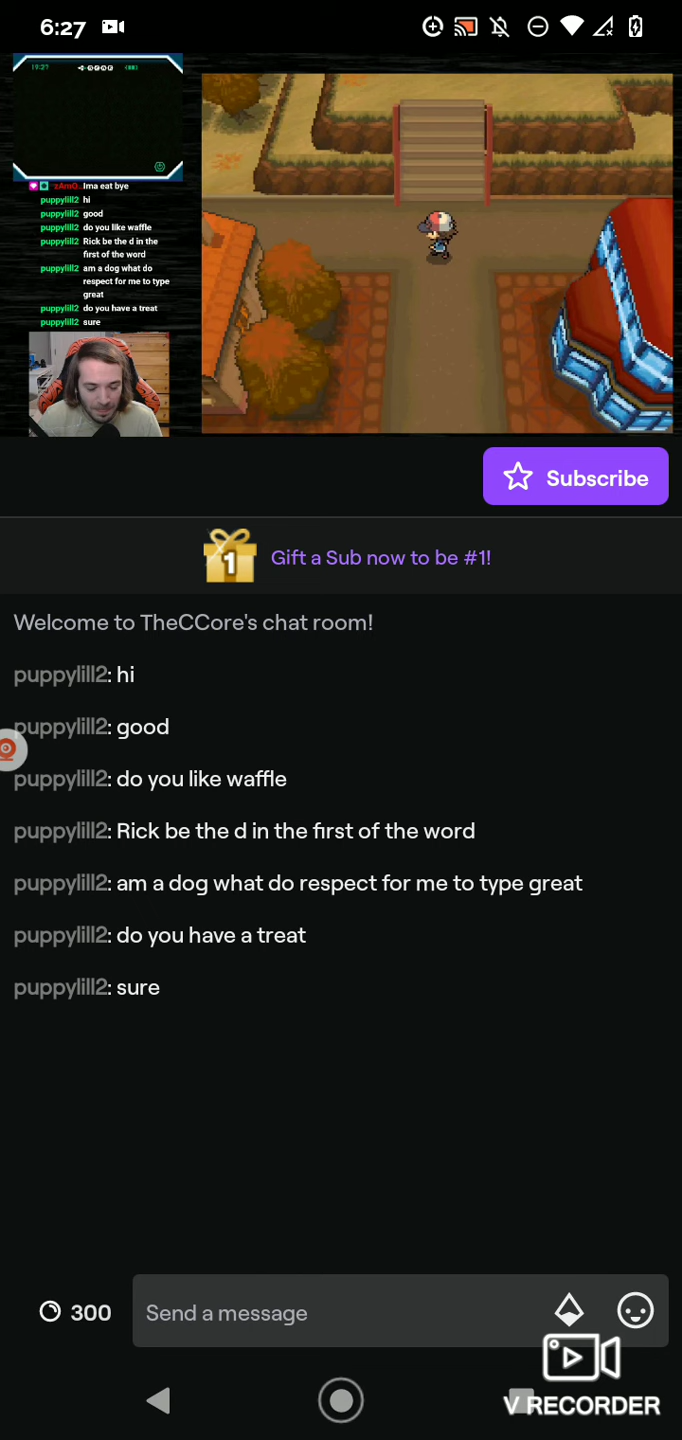 6:27
19:27
zAmO_ Ima eat bye
puppylill2 hi
puppylill2 good
puppylill2 do you like waffle
puppylill2 Rick be the d in the
first of the word
puppylill2 am a dog what do
respect for me to type
great
puppylill2 do you have a treat
puppylill2 sure
Subscribe
1 Gift a Sub now to be #1!
Welcome to TheCCore's chat room!
puppylill2: hi
puppylill2: good
puppylill2: do you like waffle
puppylill2: Rick be the d in the first of the word
puppylill2: am a dog what do respect for me to type great
puppylill2: do you have a treat
puppylill2: sure
300 Send a message
V RECORDER